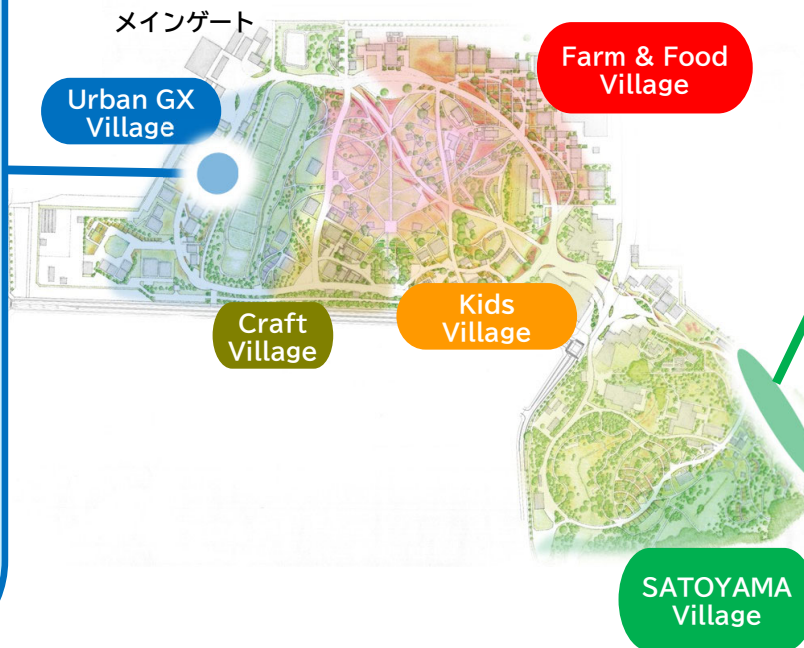 メインゲート
Farm & Food
Village
Urban GX
Village
Craft
Village
Kids
Village
SATOYAMA
Village